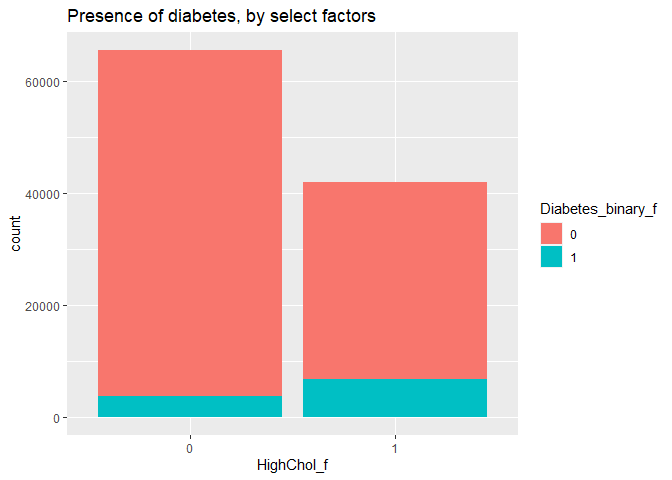 Presence of diabetes, by select factors
60000
40000
20000
0
count
0
1
HighChol_f
Diabetes_binary_f
0
1